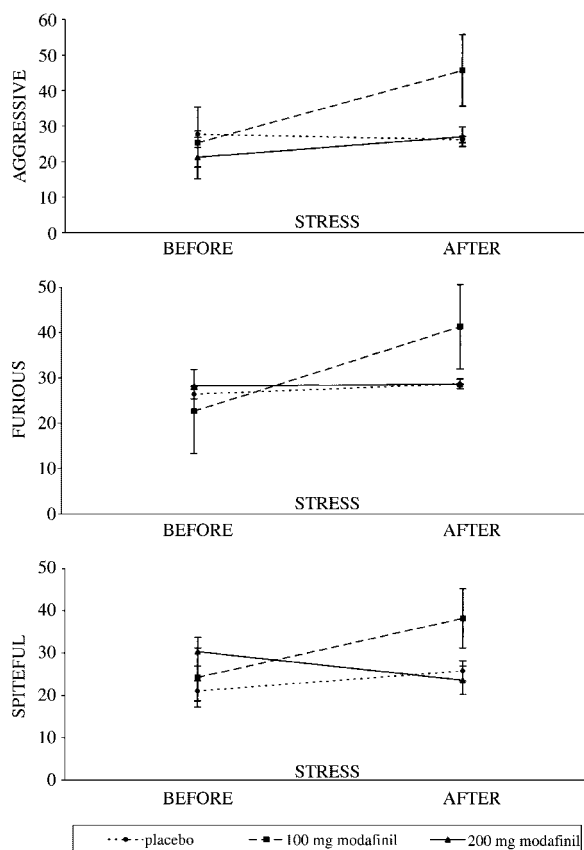 AGGRESSIVE
60
50
40
30
20
10
0
STRESS
BEFORE AFTER
FURIOUS
50
40
30
20
10
0
STRESS
BEFORE AFTER
SPITEFUL
50
40
30
20
10
0
STRESS
BEFORE AFTER
placebo 100 mg modafinil 200 mg modafinil